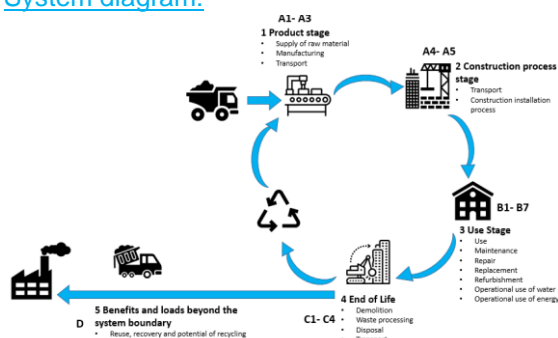 System diagram:
A1- A3
1 Product stage
• Supply of raw material
• Manufacturing
• Transport
A4- A5
2 Construction process
stage
• Transport
• Construction installation
process
B1- B7
3 Use Stage
• Use
• Maintenance
• Repair
• Replacement
• Refurbishment
• Operational use of water
• Operational use of energy
4 End of Life
C1- C4
• Demolition
• Waste processing
• Disposal
5 Benefits and loads beyond the
D system boundary
• Reuse, recovery and potential of recycling